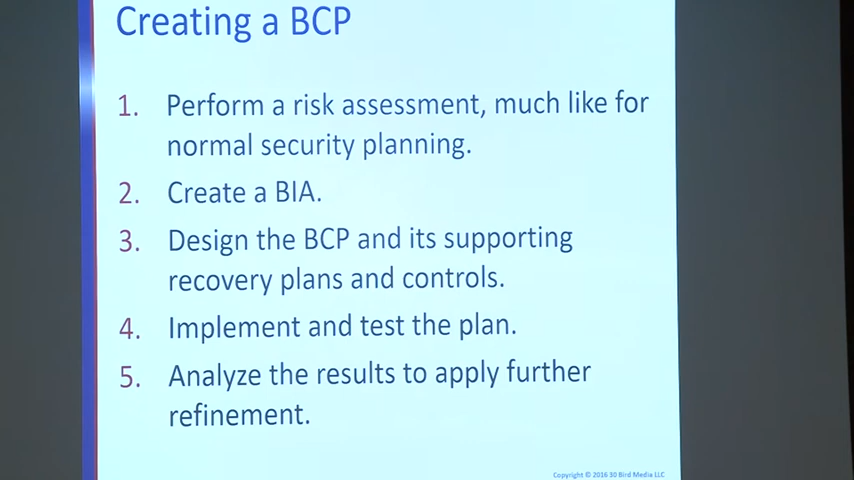 Creating a BCP
1. Perform a risk assessment, much like for
normal security planning.
2. Create a BIA.
3. Design the BCP and its supporting
recovery plans and controls.
4. Implement and test the plan.
5. Analyze the results to apply further
refinement.
Copyright © 2016 30 Bird Media LLC